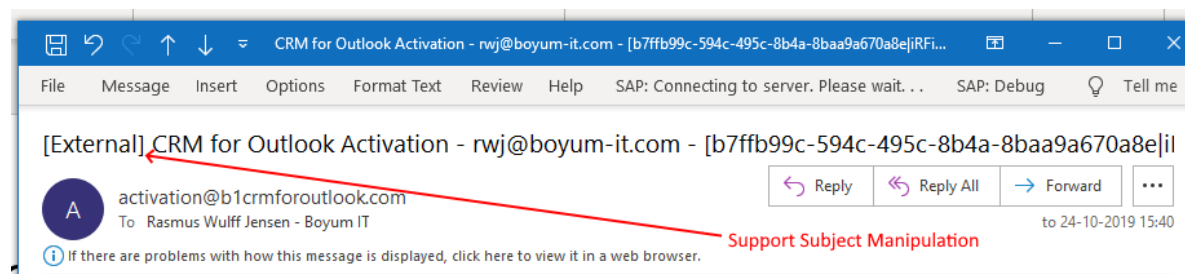 CRM for Outlook Activation - rwj@boyum-it.com - [b7ffb99c-594c-495c-8b4a-8baa9a670a8e|iRFi...
File Message Insert Options Format Text Review Help SAP: Connecting to server. Please wait. . . SAP: Debug Tell me
[External] CRM for Outlook Activation - rwj@boyum-it.com - [b7ffb99c-594c-495c-8b4a-8baa9a670a8e|iI
Reply Reply All Forward
A activation@b1crmforoutlook.com
To Rasmus Wulff Jensen - Boyum IT
to 24-10-2019 15:40
Support Subject Manipulation
If there are problems with how this message is displayed, click here to view it in a web browser.